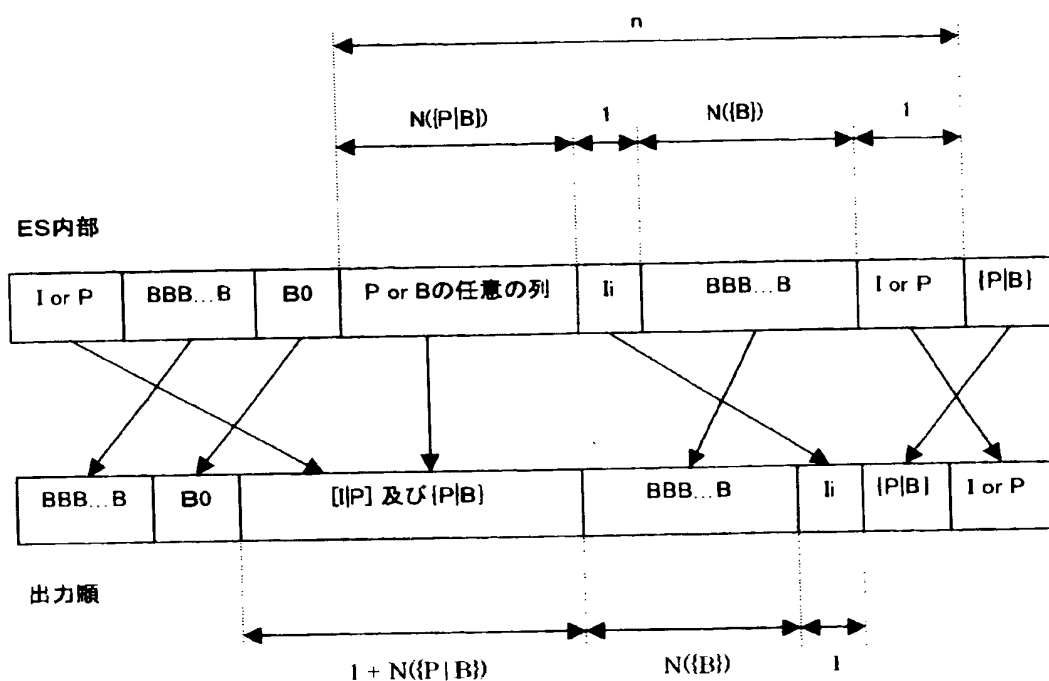 n
N({P|B}) 1 N({B}) 1
ES内部
I or P BBB...B B0 P or Bの任意の列 Ii BBB...B I or P {P|B}
BBB...B B0 [I|P] 及び{P|B} BBB...B Ii {P|B} I or P
出力順
1 + N({P|B}) N({B}) 1